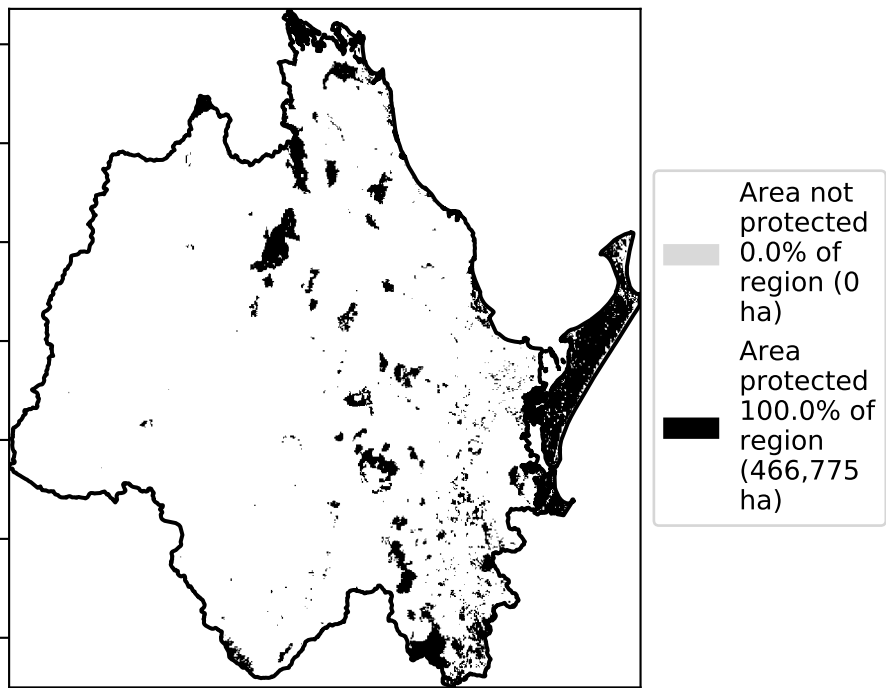 Area not
protected
0.0% of
region (0
ha)
Area
protected
100.0% of
region
(466,775
ha)